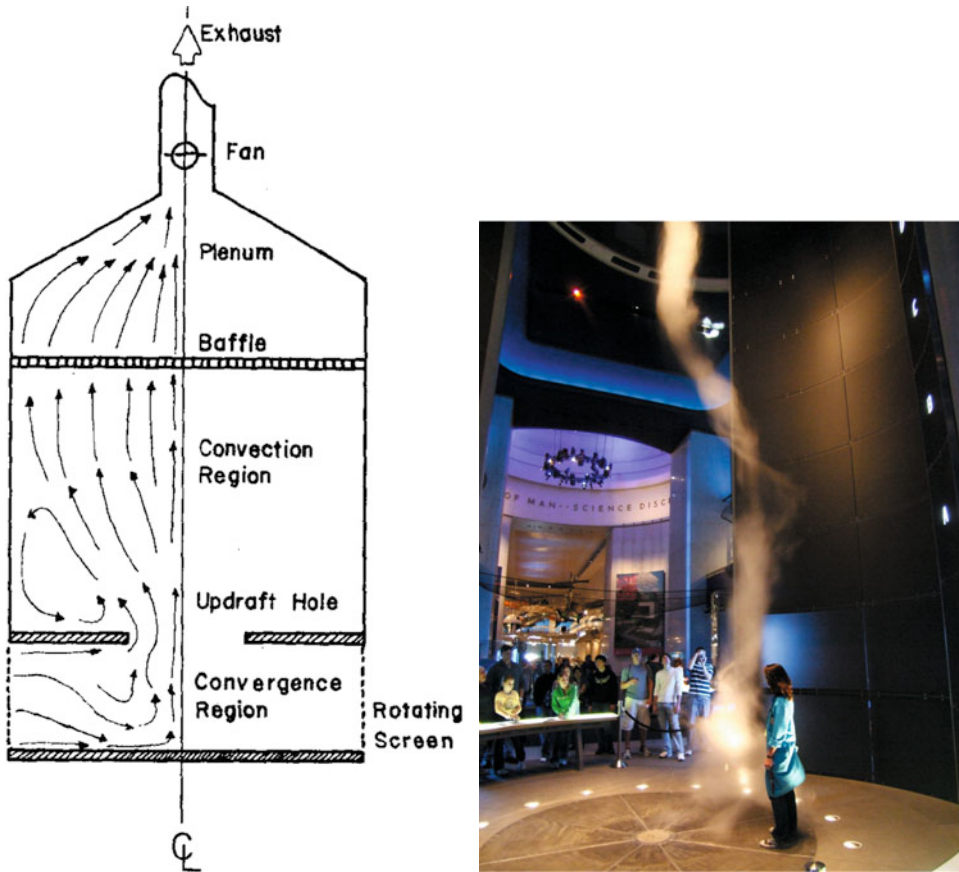 Exhaust
Fan
Plenum
Baffle
Convection
Region
Updraft Hole
Convergence
Region
Rotating
Screen
CL
OF MAN--SCIENCE DISC